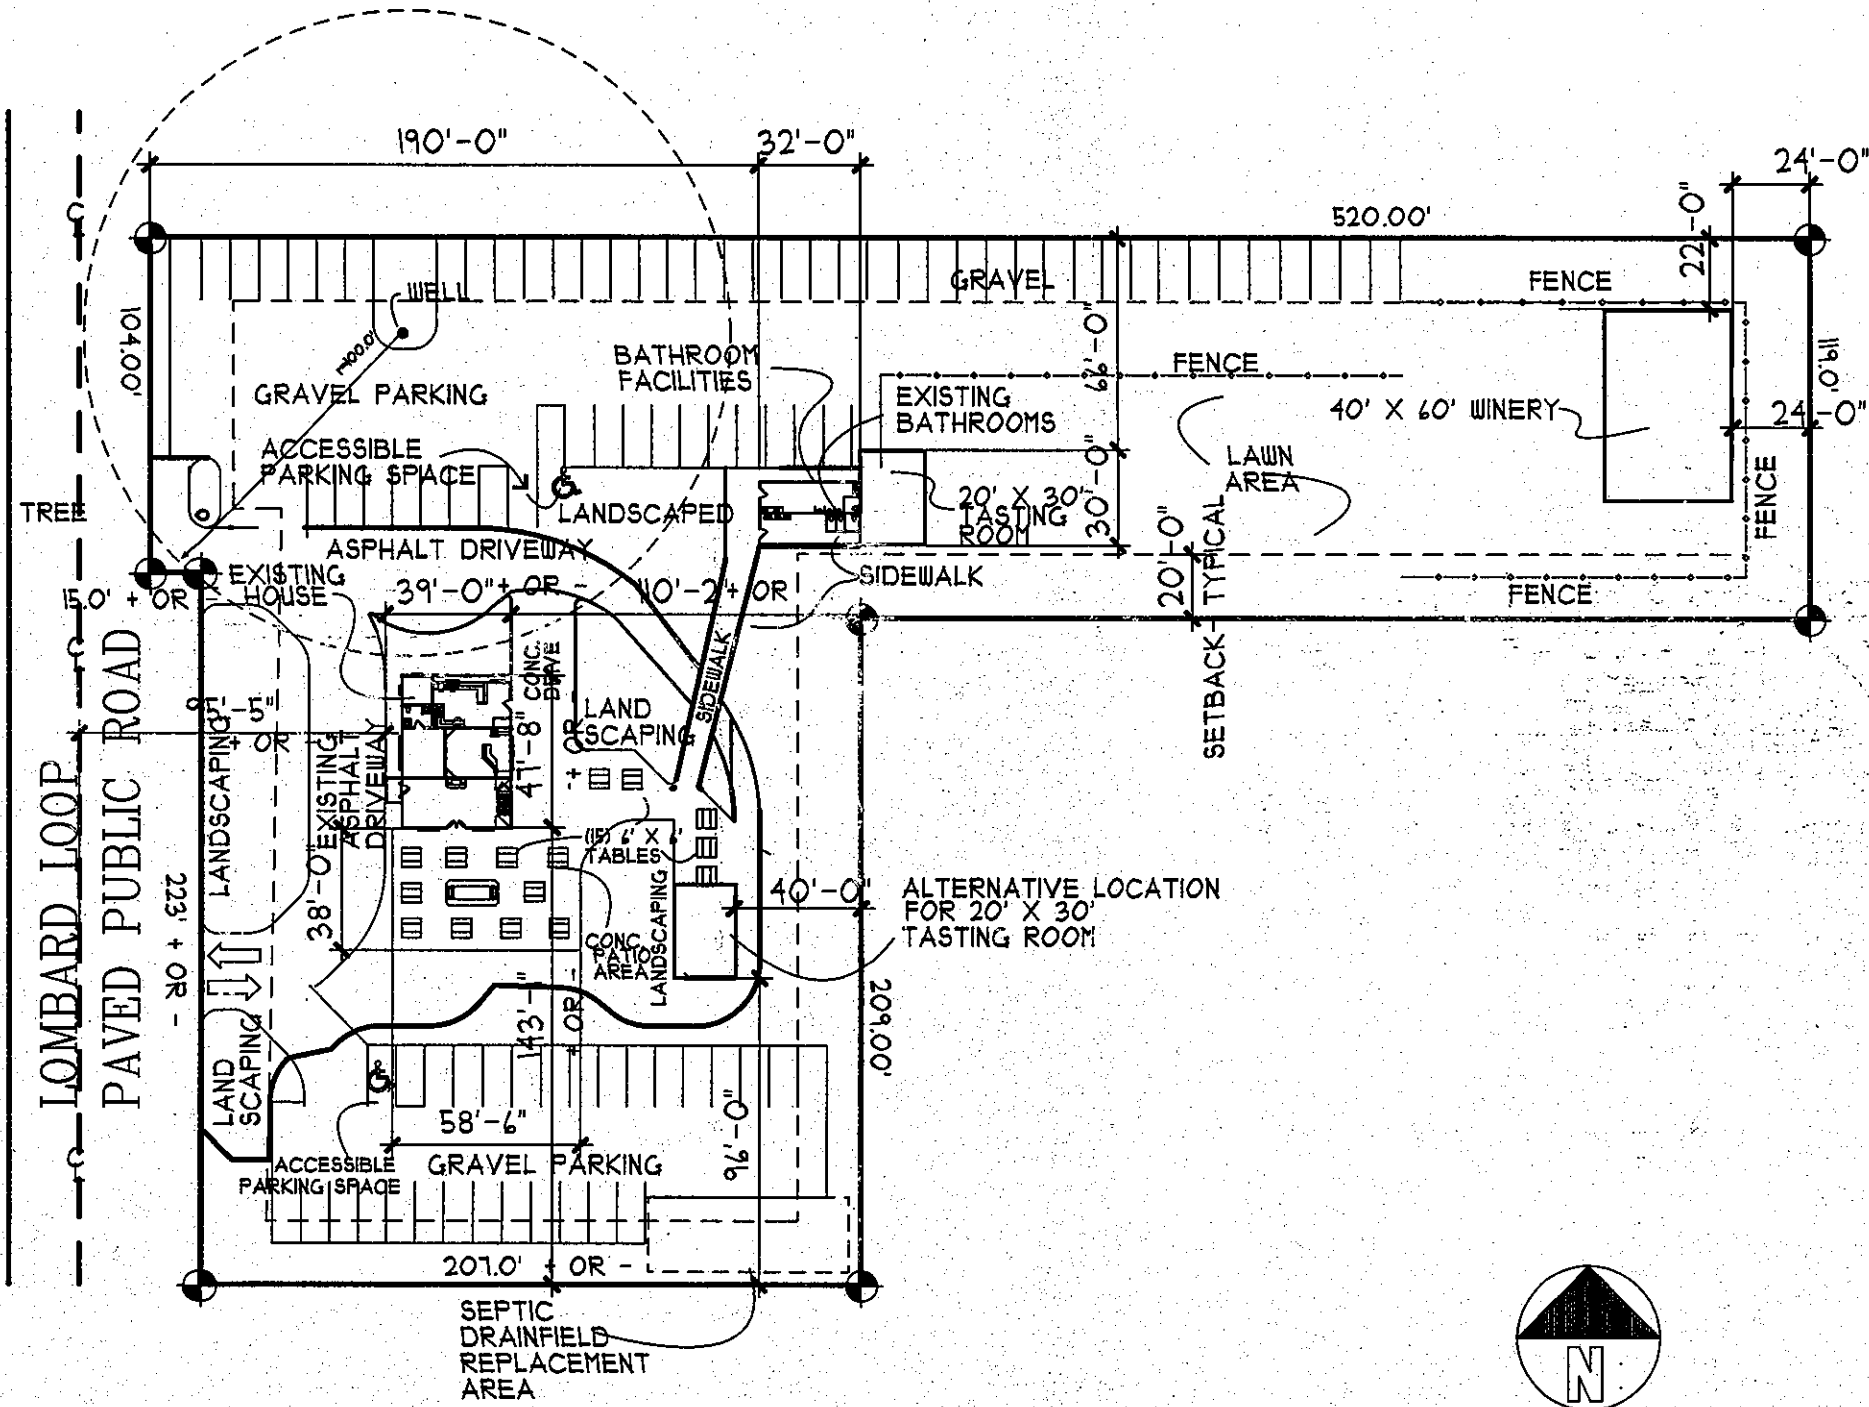 190'-0"
32'-0"
24'-0"
520.00'
22'-0"
GRAVEL
FENCE
WELL
104.00'
100.0'
66'-0"
119.0'
BATHROOM
FACILITIES
FENCE
GRAVEL PARKING
EXISTING
BATHROOMS
40' X 60' WINERY
24'-0"
ACCESSIBLE
PARKING SPACE
LAWN
AREA
30'-0"
FENCE
TREE
LANDSCAPED
20' X 30'
TASTING
ROOM
ASPHALT DRIVEWAY
20'-0"
SETBACK - TYPICAL
EXISTING
HOUSE
39'-0" + OR -
110'-2" + OR
SIDEWALK
15.0' + OR
FENCE
CONC.
DRIVE
SIDEWALK
LAND
SCAPING
+ OR -
47'-8"
+ OR -
LANDSCAPING
EXISTING
ASPHALT
DRIVEWAY
LOMBARD LOOP
PAVED PUBLIC ROAD
(15) 6' X 6'
TABLES
38'-0"
223' + OR -
40'-0"
ALTERNATIVE LOCATION
FOR 20' X 30'
TASTING ROOM
CONC.
PATIO
AREA
LANDSCAPING
209.00'
143'-1"
+ OR -
LAND
SCAPING
58'-6"
96'-0"
ACCESSIBLE
PARKING SPACE
GRAVEL PARKING
207.0' + OR -
SEPTIC
DRAINFIELD
REPLACEMENT
AREA
N